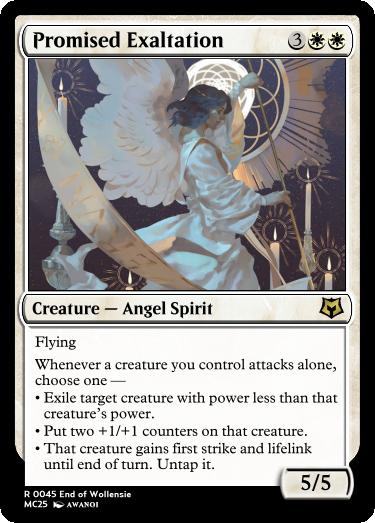 Promised Exaltation 3
Creature — Angel Spirit
Flying
Whenever a creature you control attacks alone,
choose one —
• Exile target creature with power less than that
creature's power.
• Put two +1/+1 counters on that creature.
• That creature gains first strike and lifelink
until end of turn. Untap it.
5/5
R 0045 End of Wollensie
MC25 AWANOI